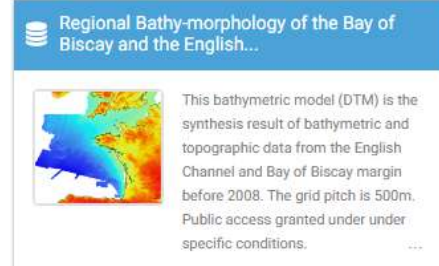 Regional Bathy-morphology of the Bay of
Biscay and the English...
This bathymetric model (DTM) is the
synthesis result of bathymetric and
topographic data from the English
Channel and Bay of Biscay margin
before 2008. The grid pitch is 500m.
Public access granted under under
specific conditions.
...